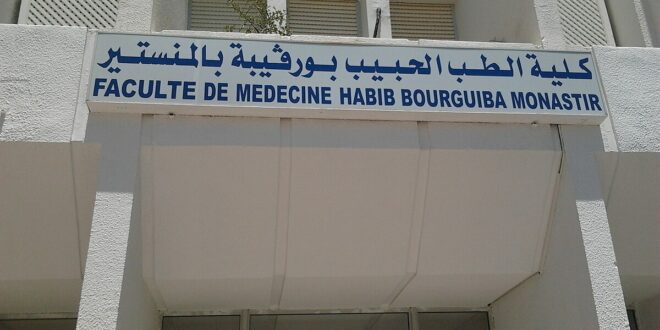 كلية الطب الحبيب بورقيبة بالمنستير
FACULTE DE MEDECINE HABIB BOURGUIBA MONASTIR